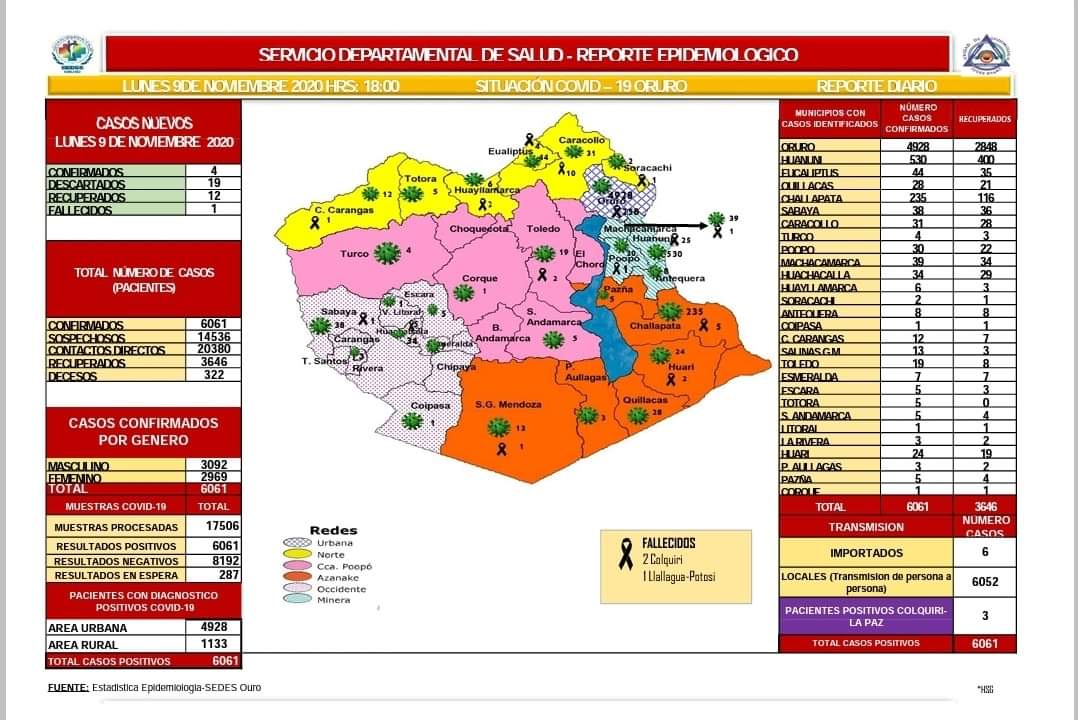 SERVICIO DEPARTAMENTAL DE SALUD - REPORTE EPIDEMIOLOGICO
LUNES 9DE NOVIEMBRE 2020 HRS: 18:00 SITUACIÓN COVID – 19 ORURO REPORTE DIARIO
CASOS NUEVOS
LUNES 9 DE NOVIEMBRE 2020
CONFIRMADOS 4
DESCARTADOS 19
RECUPERADOS 12
FALLECIDOS 1
TOTAL NÚMERO DE CASOS
(PACIENTES)
CONFIRMADOS 6061
SOSPECHOSOS 14536
CONTACTOS DIRECTOS 20380
RECUPERADOS 3646
DECESOS 322
CASOS CONFIRMADOS
POR GENERO
MASCULINO 3092
FEMENINO 2969
TOTAL 6061
MUESTRAS COVID-19 TOTAL
MUESTRAS PROCESADAS 17506
RESULTADOS POSITIVOS 6061
RESULTADOS NEGATIVOS 8192
RESULTADOS EN ESPERA 287
PACIENTES CON DIAGNOSTICO
POSITIVOS COVID-19
AREA URBANA 4928
AREA RURAL 1133
TOTAL CASOS POSITIVOS 6061
Caracollo
31
Eualiptus
44
10
Soracachi
2
1
Totora
5
Huayllamarca
6
2
12
C. Carangas
1
Oruro
4928
258
Choquecota
Toledo
19
2
Machacamarca
39
1
Huanuni
25
530
Turco
4
El
Choro
Poopo
30
1
8
Antequera
Corque
1
Pazña
5
Escara
1
Sabaya
38
1
V. Litoral
5
Huachacalla
34
Carangas
Esmeralda
T. Santos
3
Rivera
Chipaya
S.
Andamarca
5
B.
Andamarca
235
Challapata
5
24
Huari
2
P.
Aullagas
3
Coipasa
1
S.G. Mendoza
13
1
Quillacas
28
Redes
Urbana
Norte
Cca. Poopó
Azanake
Occidente
Minera
FALLECIDOS
2 Colquiri
1 Llallagua-Potosi
MUNICIPIOS CON CASOS IDENTIFICADOS NÚMERO CASOS CONFIRMADOS RECUPERADOS
ORURO 4928 2848
HUANUNI 530 400
EUCALIPTUS 44 35
QUILLACAS 28 21
CHALLAPATA 235 116
SABAYA 38 36
CARACOLLO 31 28
TURCO 4 3
POOPO 30 22
MACHACAMARCA 39 34
HUACHACALLA 34 29
HUAYLLAMARCA 6 3
SORACACHI 2 1
ANTEQUERA 8 8
COIPASA 1 1
C. CARANGAS 12 7
SALINAS G.M 13 3
TOLEDO 19 8
ESMERALDA 7 7
ESCARA 5 3
TOTORA 5 0
S. ANDAMARCA 5 4
LITORAL 1 1
LA RIVERA 3 2
HUARI 24 19
P. AULLAGAS 3 2
PAZÑA 5 4
CORQUE 1 1
TOTAL 6061 3646
TRANSMISION NÚMERO CASOS
IMPORTADOS 6
LOCALES (Transmision de persona a persona) 6052
PACIENTES POSITIVOS COLQUIRI-LA PAZ 3
TOTAL CASOS POSITIVOS 6061
FUENTE: Estadistica Epidemiologia-SEDES Ouro
*HSG